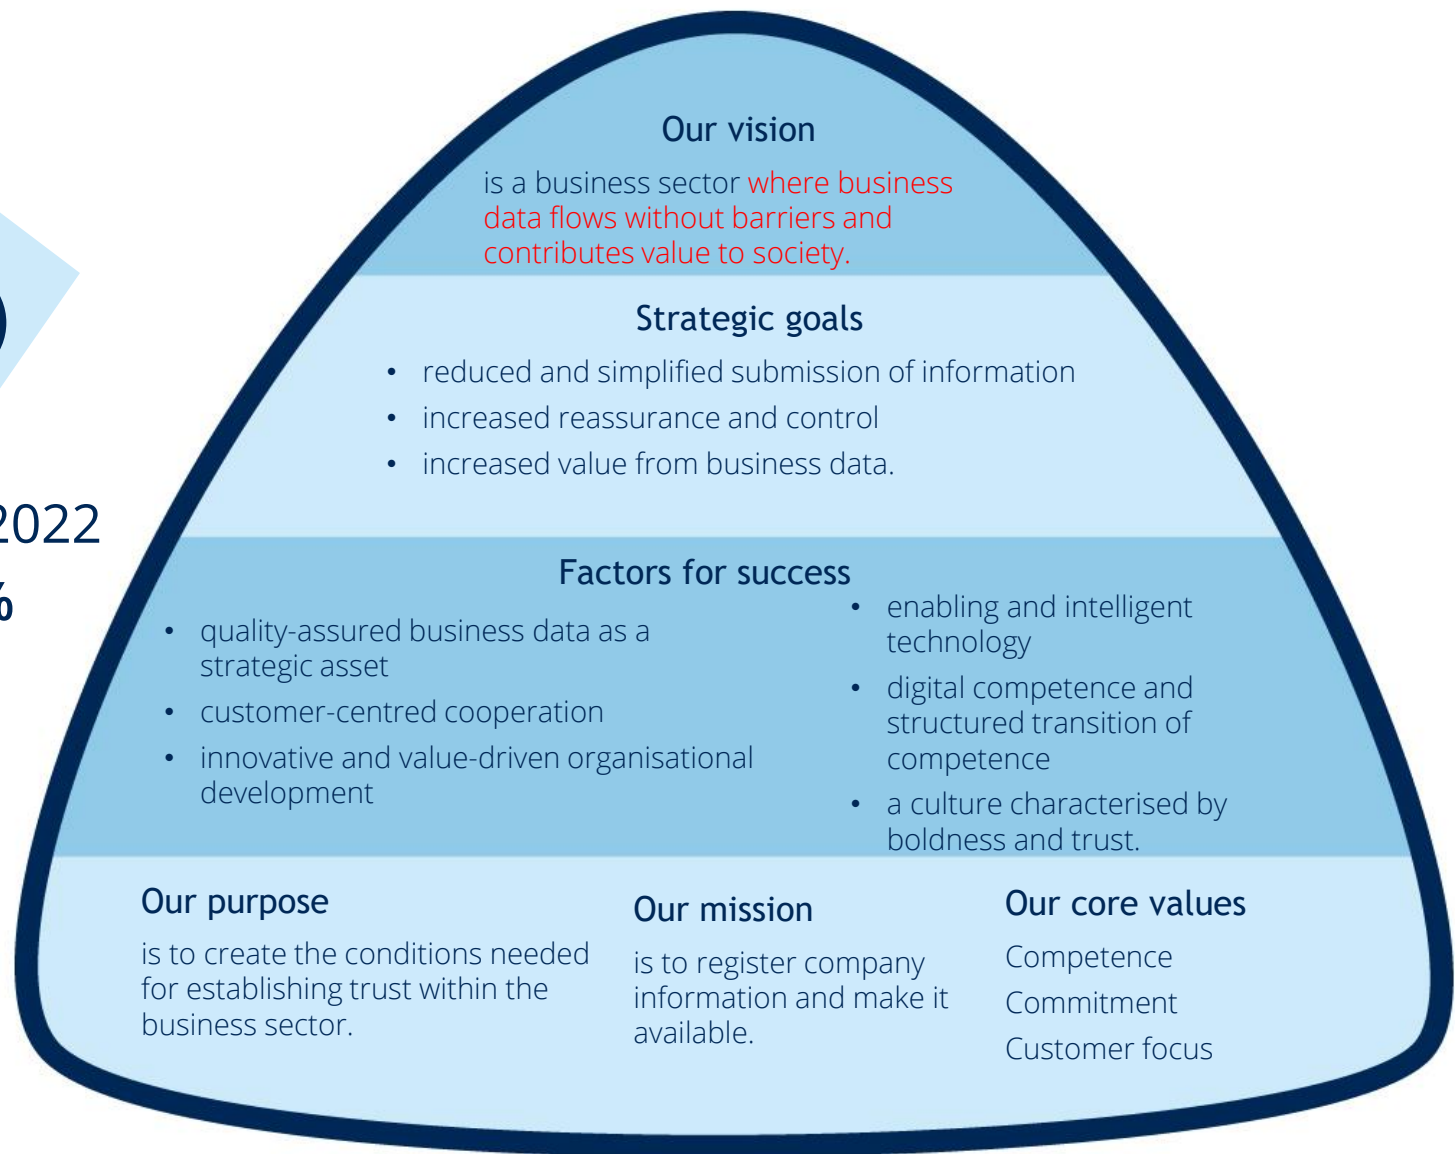 Our vision
is a business sector where business
data flows without barriers and
contributes value to society.
Strategic goals
• reduced and simplified submission of information
• increased reassurance and control
• increased value from business data.
2022
%
Factors for success
• quality-assured business data as a
strategic asset
• customer-centred cooperation
• innovative and value-driven organisational
development
• enabling and intelligent
technology
• digital competence and
structured transition of
competence
• a culture characterised by
boldness and trust.
Our purpose
is to create the conditions needed
for establishing trust within the
business sector.
Our mission
is to register company
information and make it
available.
Our core values
Competence
Commitment
Customer focus